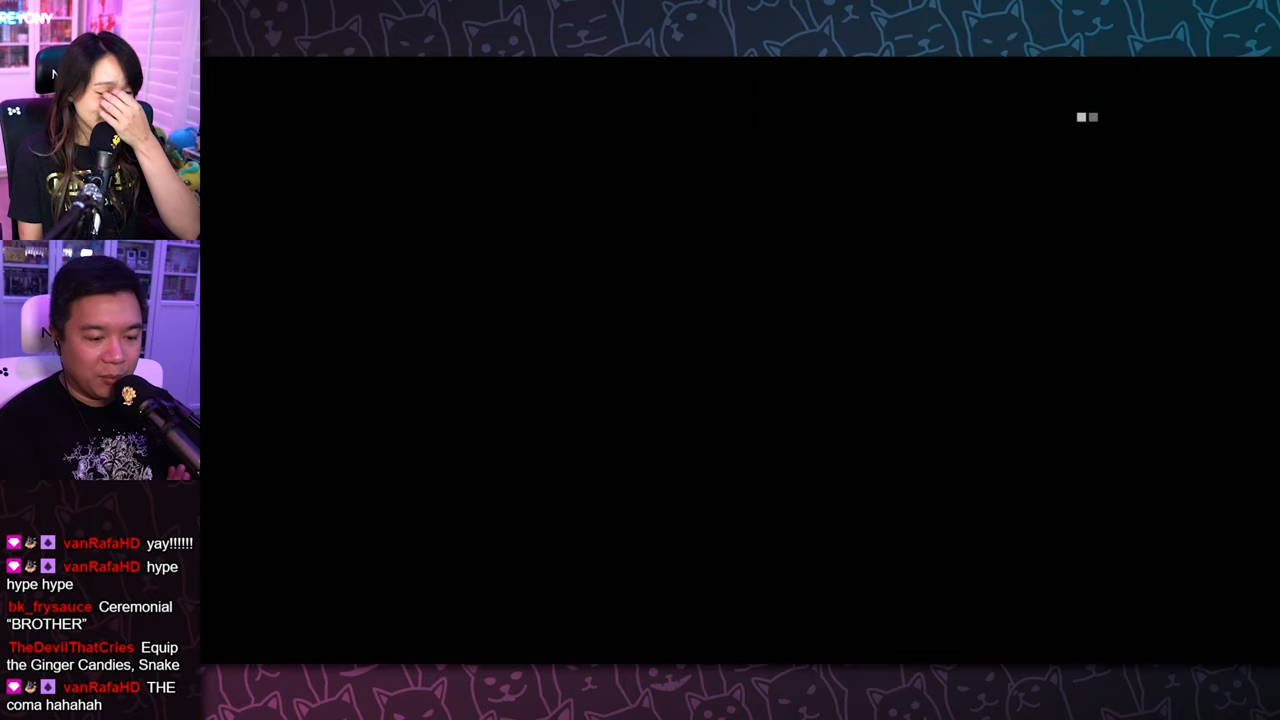 REYONY
vanRafaHD yay!!!!!!
vanRafaHD hype
hype hype
bk_frysauce Ceremonial
“BROTHER”
TheDevilThatCries Equip
the Ginger Candies, Snake
vanRafaHD THE
coma hahahah